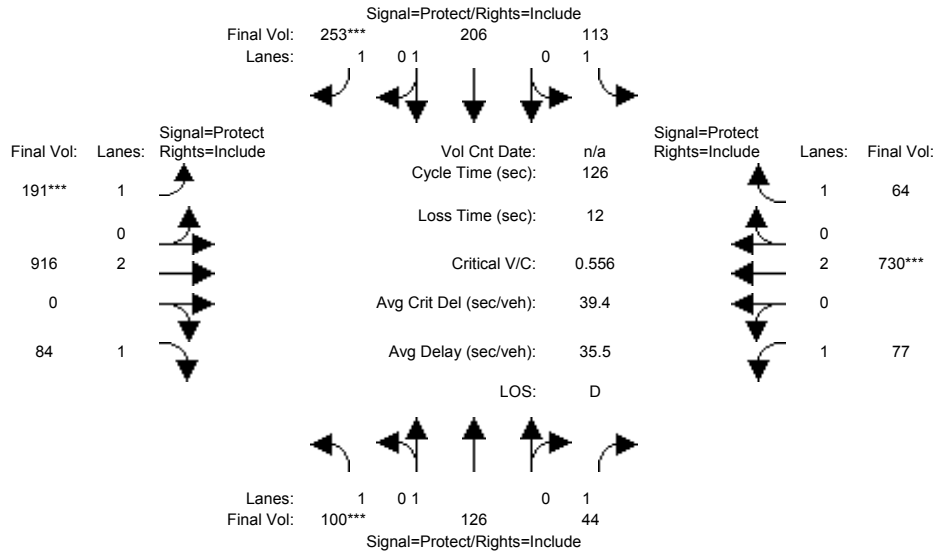 Signal=Protect/Rights=Include
Final Vol: 253*** 206 113
Lanes: 1 0 1 0 1
Signal=Protect
Final Vol: Lanes: Rights=Include
Vol Cnt Date: n/a
Signal=Protect
Rights=Include Lanes: Final Vol:
Cycle Time (sec): 126
191*** 1
1 64
Loss Time (sec): 12
0
0
916 2
Critical V/C: 0.556
2 730***
0 0
Avg Crit Del (sec/veh): 39.4
0
84 1
Avg Delay (sec/veh): 35.5
1 77
LOS: D
Lanes: 1 0 1 0 1
Final Vol: 100*** 126 44
Signal=Protect/Rights=Include